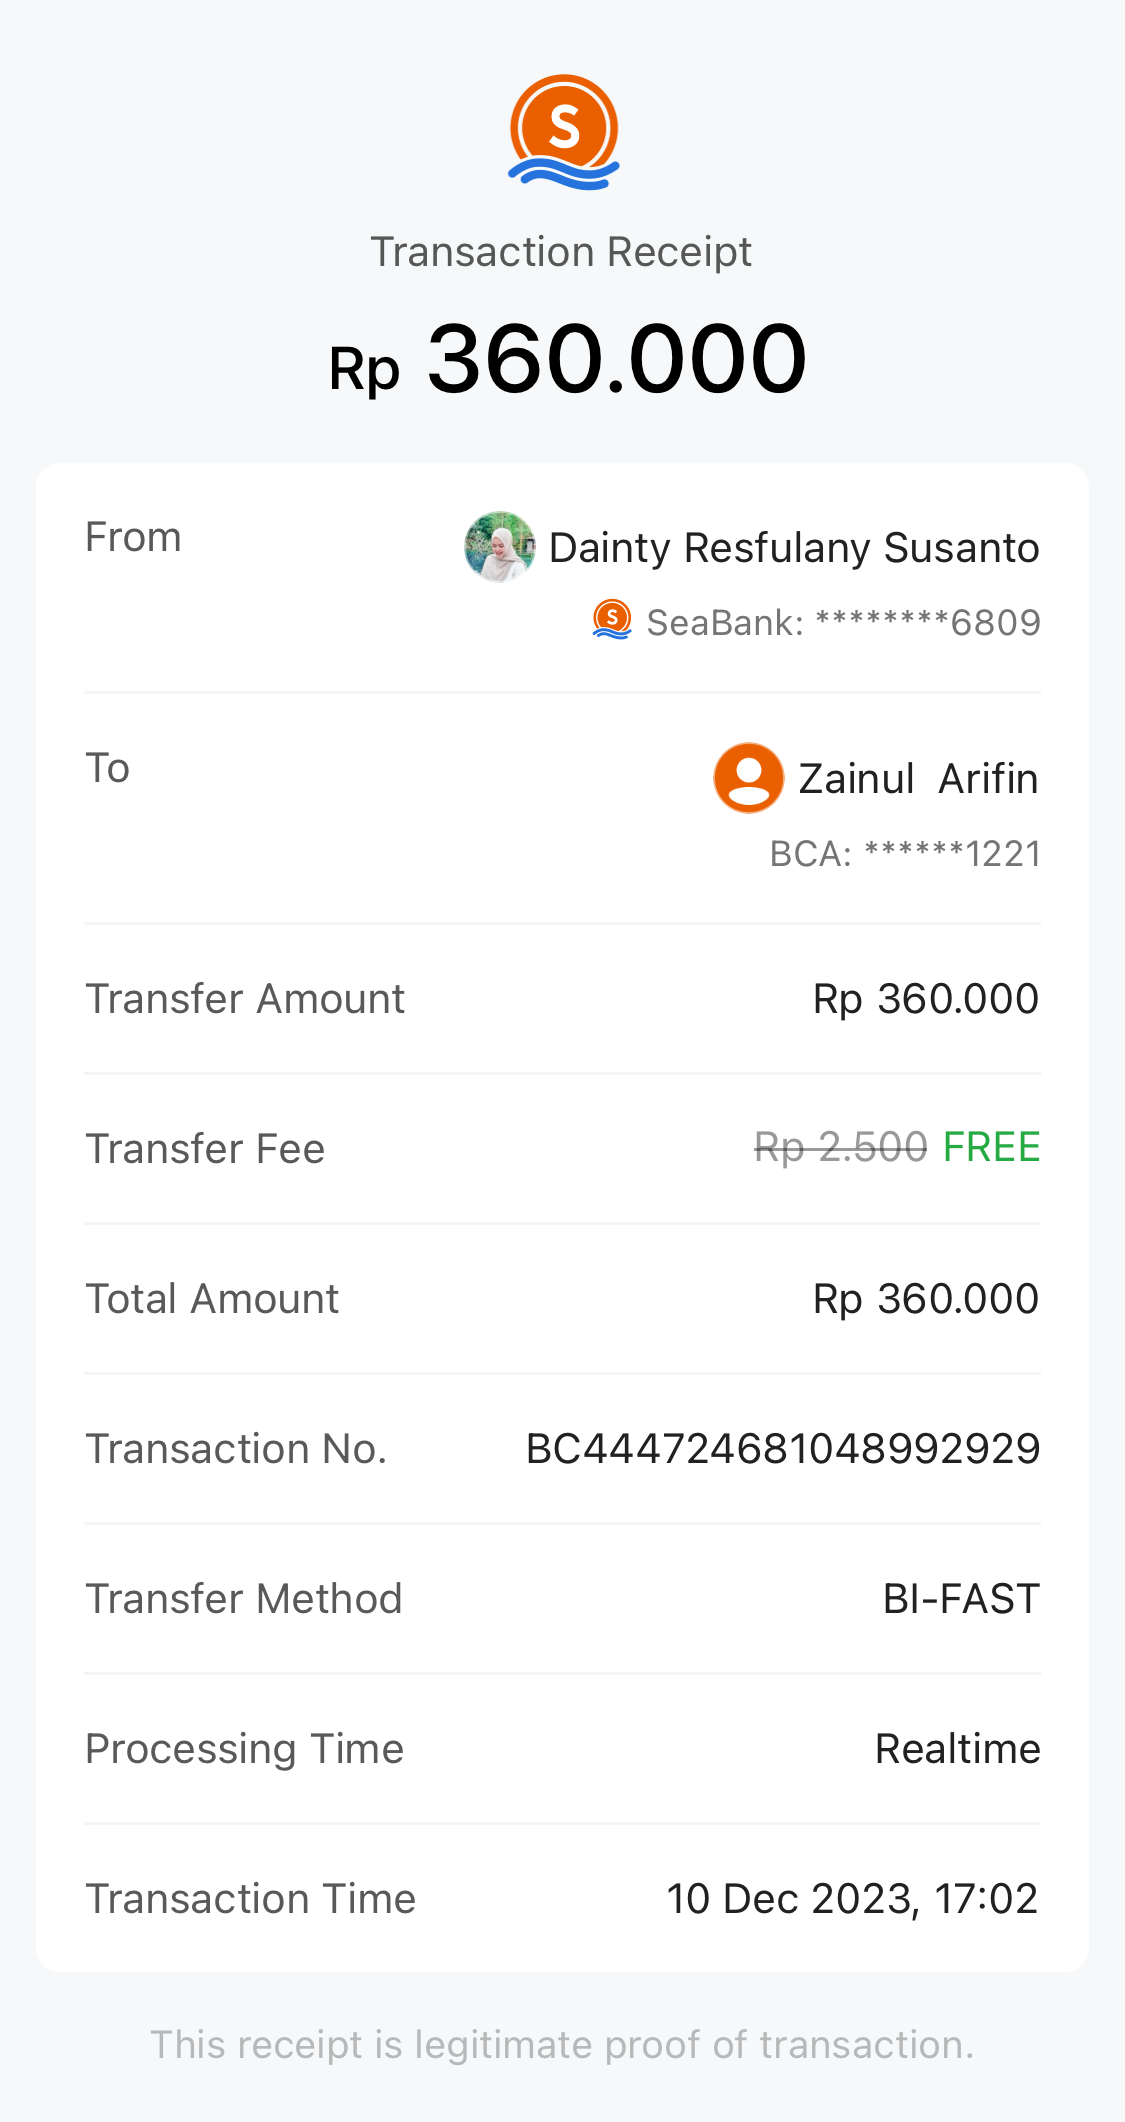 S
Transaction Receipt
Rp 360.000
From
Dainty Resfulany Susanto
S SeaBank: ********6809
To
Zainul  Arifin
BCA: ******1221
Transfer Amount Rp 360.000
Transfer Fee Rp 2.500 FREE
Total Amount Rp 360.000
Transaction No. BC444724681048992929
Transfer Method BI-FAST
Processing Time Realtime
Transaction Time 10 Dec 2023, 17:02
This receipt is legitimate proof of transaction.